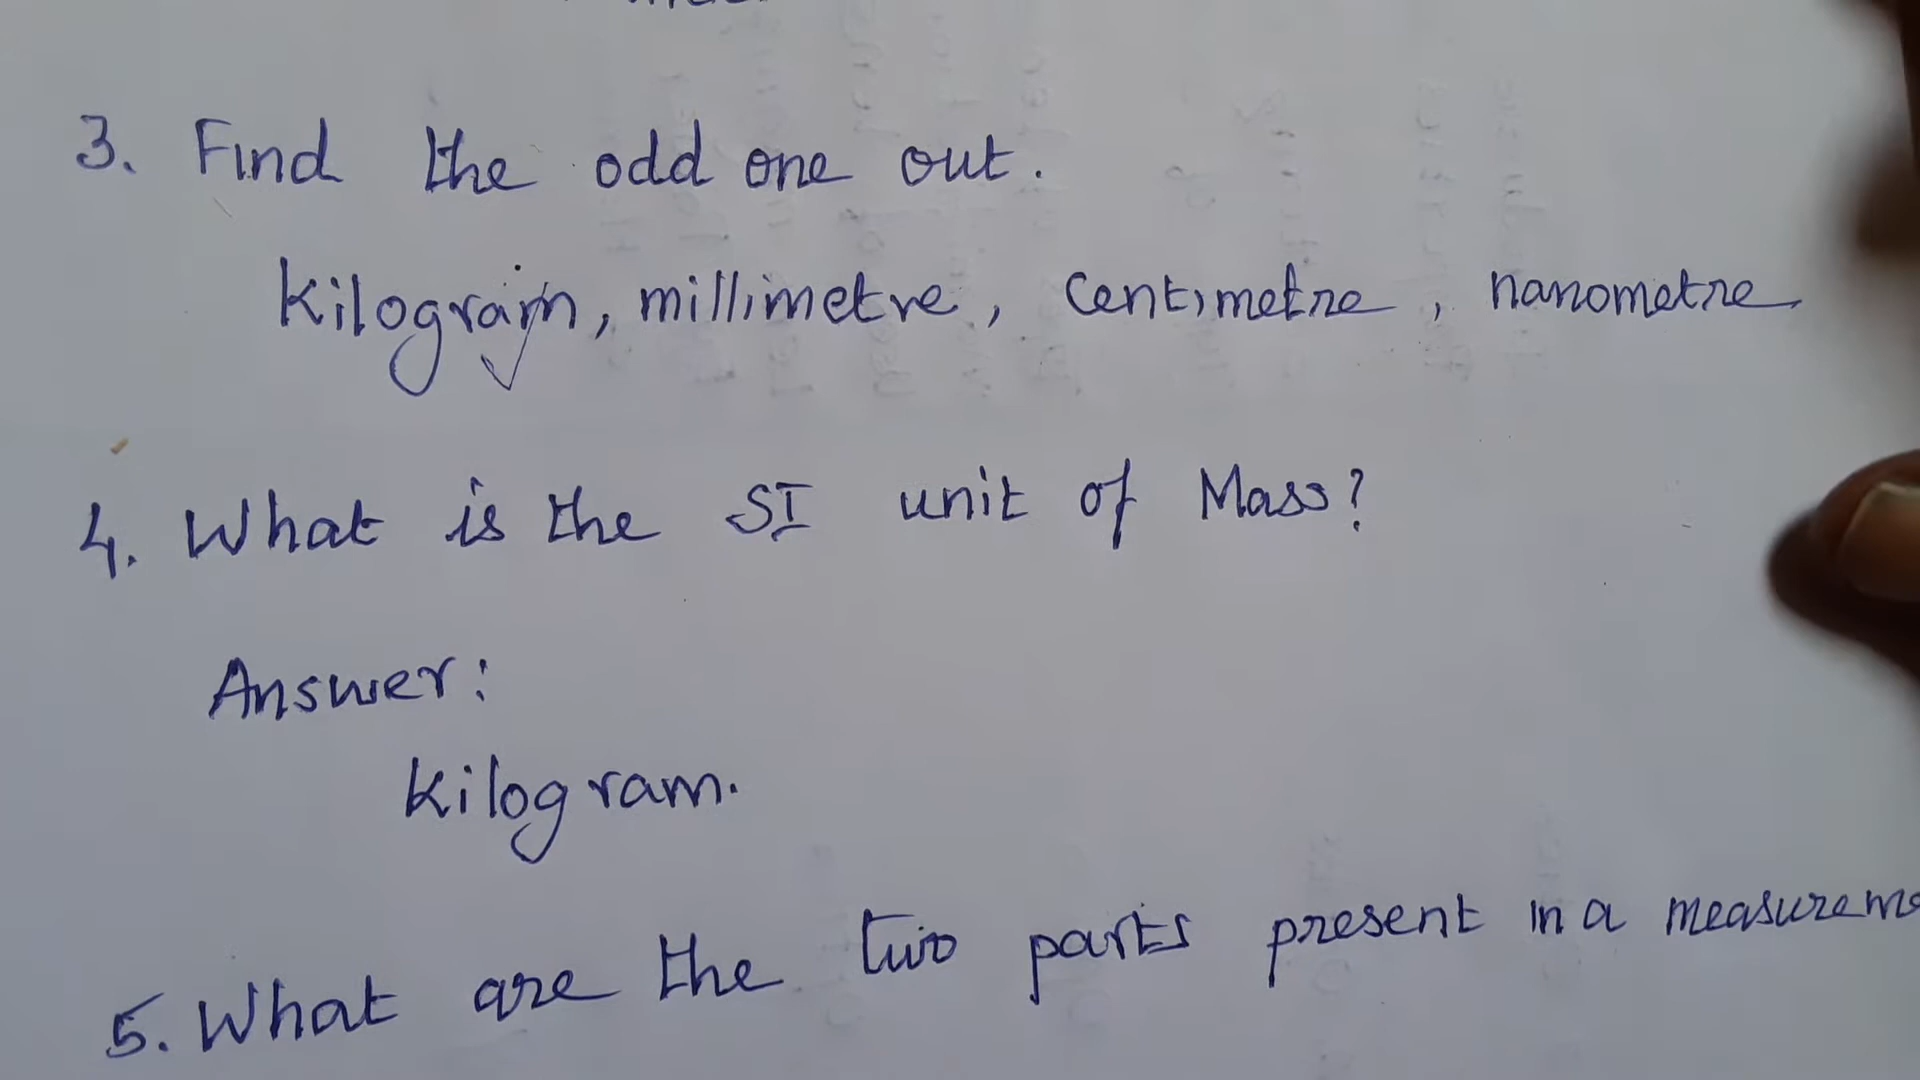 3. Find the odd one out.
Kilogram, millimetre, centimetre, nanometre.
4. What is the SI unit of Mass?
Answer:
Kilogram.
5. What are the two parts present in a measureme